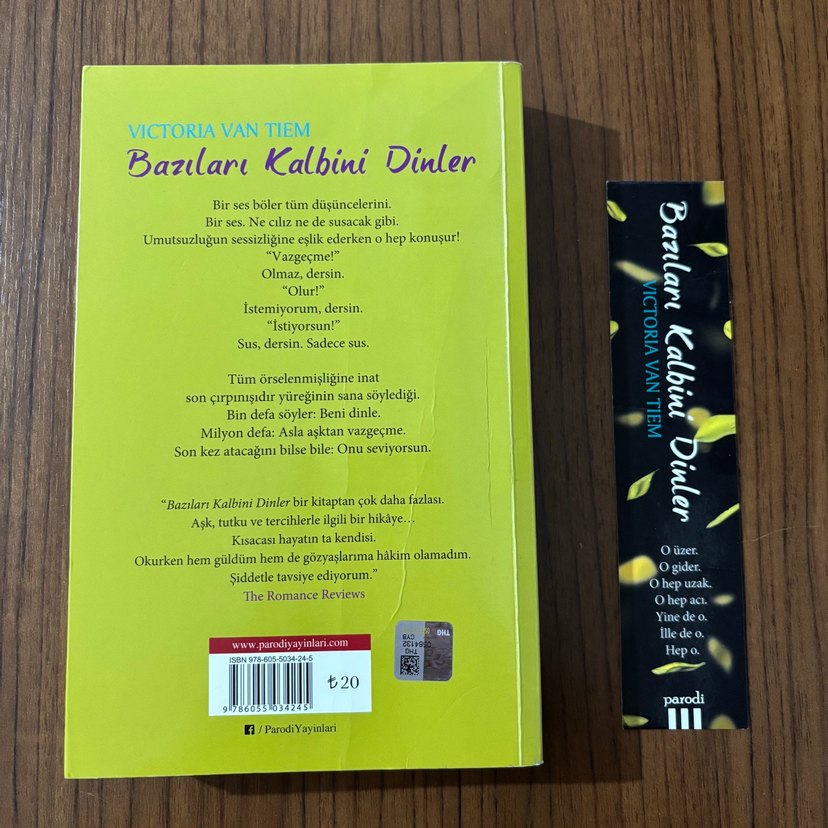 VICTORIA VAN TIEM
Bazıları Kalbini Dinler
Bir ses böler tüm düşüncelerini.
Bir ses. Ne cılız ne de susacak gibi.
Umutsuzluğun sessizliğine eşlik ederken o hep konuşur!
“Vazgeçme!”
Olmaz, dersin.
“Olur!”
İstemiyorum, dersin.
“İstiyorsun!”
Sus, dersin. Sadece sus.
Tüm örselenmişliğine inat
son çırpınışıdır yüreğinin sana söylediği.
Bin defa söyler: Beni dinle.
Milyon defa: Asla aşktan vazgeçme.
Son kez atacağını bilse bile: Onu seviyorsun.
“Bazıları Kalbini Dinler bir kitaptan çok daha fazlası.
Aşk, tutku ve tercihlerle ilgili bir hikâye…
Kısacası hayatın ta kendisi.
Okurken hem güldüm hem de gözyaşlarıma hâkim olamadım.
Şiddetle tavsiye ediyorum.”
The Romance Reviews
www.parodiyayinlari.com
ISBN 978-605-5034-24-5
₺20
9 786055 034245
/ ParodiYayinlari
THG
THG
0564132
CYB
Bazıları Kalbini Dinler
VICTORIA VAN TIEM
O üzer.
O gider.
O hep uzak.
O hep acı.
Yine de o.
İlle de o.
Hep o.
parodi